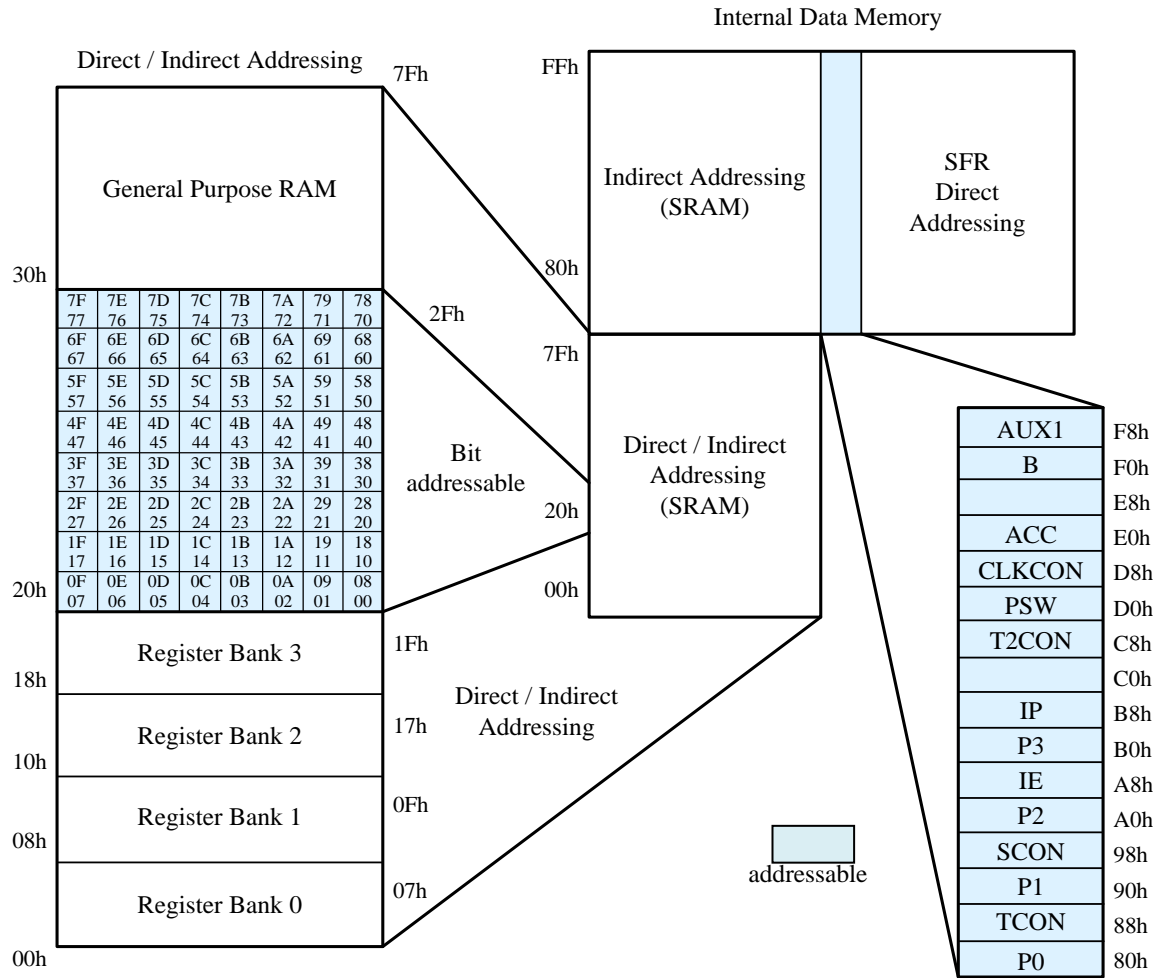 Internal Data Memory
Direct / Indirect Addressing
7Fh
General Purpose RAM
30h
7F 7E 7D 7C 7B 7A 79 78
77 76 75 74 73 72 71 70
6F 6E 6D 6C 6B 6A 69 68
67 66 65 64 63 62 61 60
5F 5E 5D 5C 5B 5A 59 58
57 56 55 54 53 52 51 50
4F 4E 4D 4C 4B 4A 49 48
47 46 45 44 43 42 41 40
3F 3E 3D 3C 3B 3A 39 38
37 36 35 34 33 32 31 30
2F 2E 2D 2C 2B 2A 29 28
27 26 25 24 23 22 21 20
1F 1E 1D 1C 1B 1A 19 18
17 16 15 14 13 12 11 10
0F 0E 0D 0C 0B 0A 09 08
07 06 05 04 03 02 01 00
20h
2Fh
Bit
addressable
20h
Register Bank 3
1Fh
18h
Register Bank 2
17h
10h
Register Bank 1
0Fh
08h
Register Bank 0
07h
00h
Direct / Indirect
Addressing
FFh
Indirect Addressing
(SRAM)
80h
SFR
Direct
Addressing
7Fh
Direct / Indirect
Addressing
(SRAM)
00h
AUX1 F8h
B F0h
E8h
ACC E0h
CLKCON D8h
PSW D0h
T2CON C8h
C0h
IP B8h
P3 B0h
IE A8h
P2 A0h
SCON 98h
P1 90h
TCON 88h
P0 80h
addressable